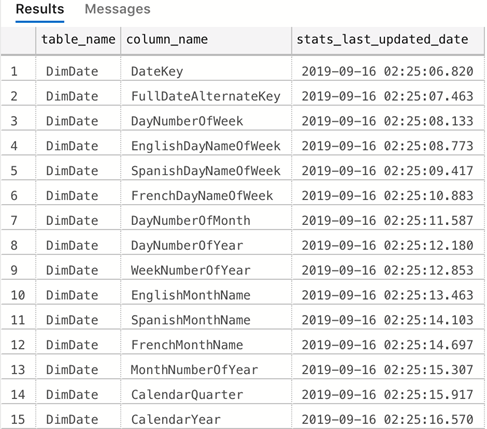 Results Messages
table_name column_name stats_last_updated_date
1 DimDate DateKey 2019-09-16 02:25:06.820
2 DimDate FullDateAlternateKey 2019-09-16 02:25:07.463
3 DimDate DayNumberOfWeek 2019-09-16 02:25:08.133
4 DimDate EnglishDayNameOfWeek 2019-09-16 02:25:08.773
5 DimDate SpanishDayNameOfWeek 2019-09-16 02:25:09.417
6 DimDate FrenchDayNameOfWeek 2019-09-16 02:25:10.883
7 DimDate DayNumberOfMonth 2019-09-16 02:25:11.587
8 DimDate DayNumberOfYear 2019-09-16 02:25:12.180
9 DimDate WeekNumberOfYear 2019-09-16 02:25:12.853
10 DimDate EnglishMonthName 2019-09-16 02:25:13.463
11 DimDate SpanishMonthName 2019-09-16 02:25:14.103
12 DimDate FrenchMonthName 2019-09-16 02:25:14.697
13 DimDate MonthNumberOfYear 2019-09-16 02:25:15.307
14 DimDate CalendarQuarter 2019-09-16 02:25:15.917
15 DimDate CalendarYear 2019-09-16 02:25:16.570